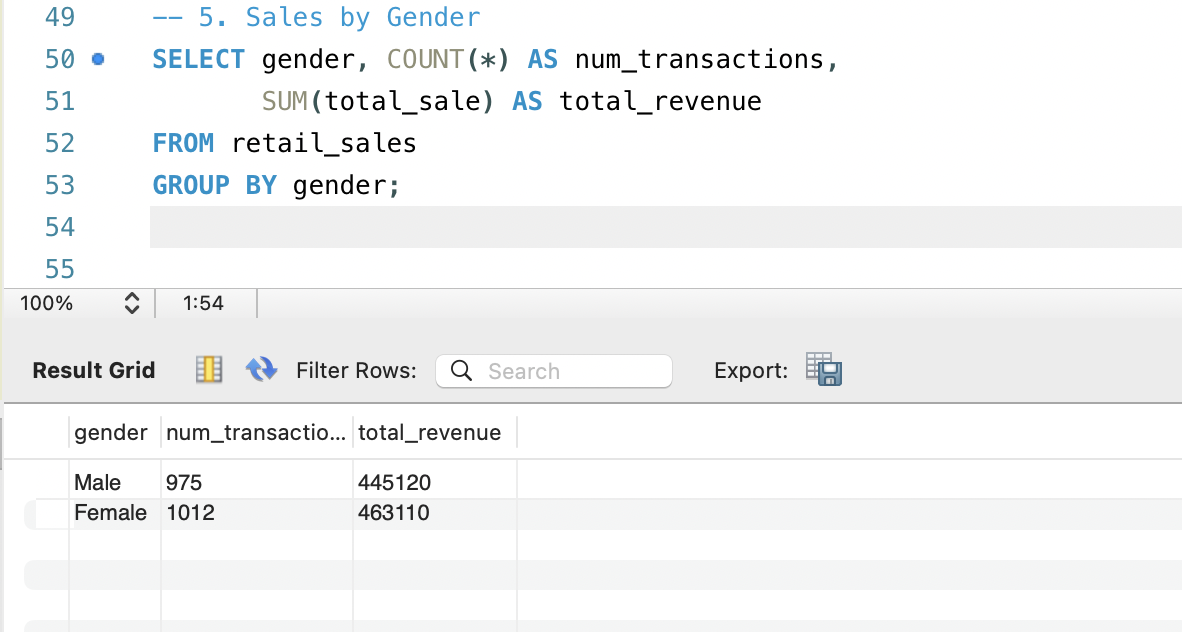 49 -- 5. Sales by Gender
50 SELECT gender, COUNT(*) AS num_transactions,
51 SUM(total_sale) AS total_revenue
52 FROM retail_sales
53 GROUP BY gender;
54
55
100% 1:54
Result Grid Filter Rows: Search Export:
gender num_transactio... total_revenue
Male 975 445120
Female 1012 463110